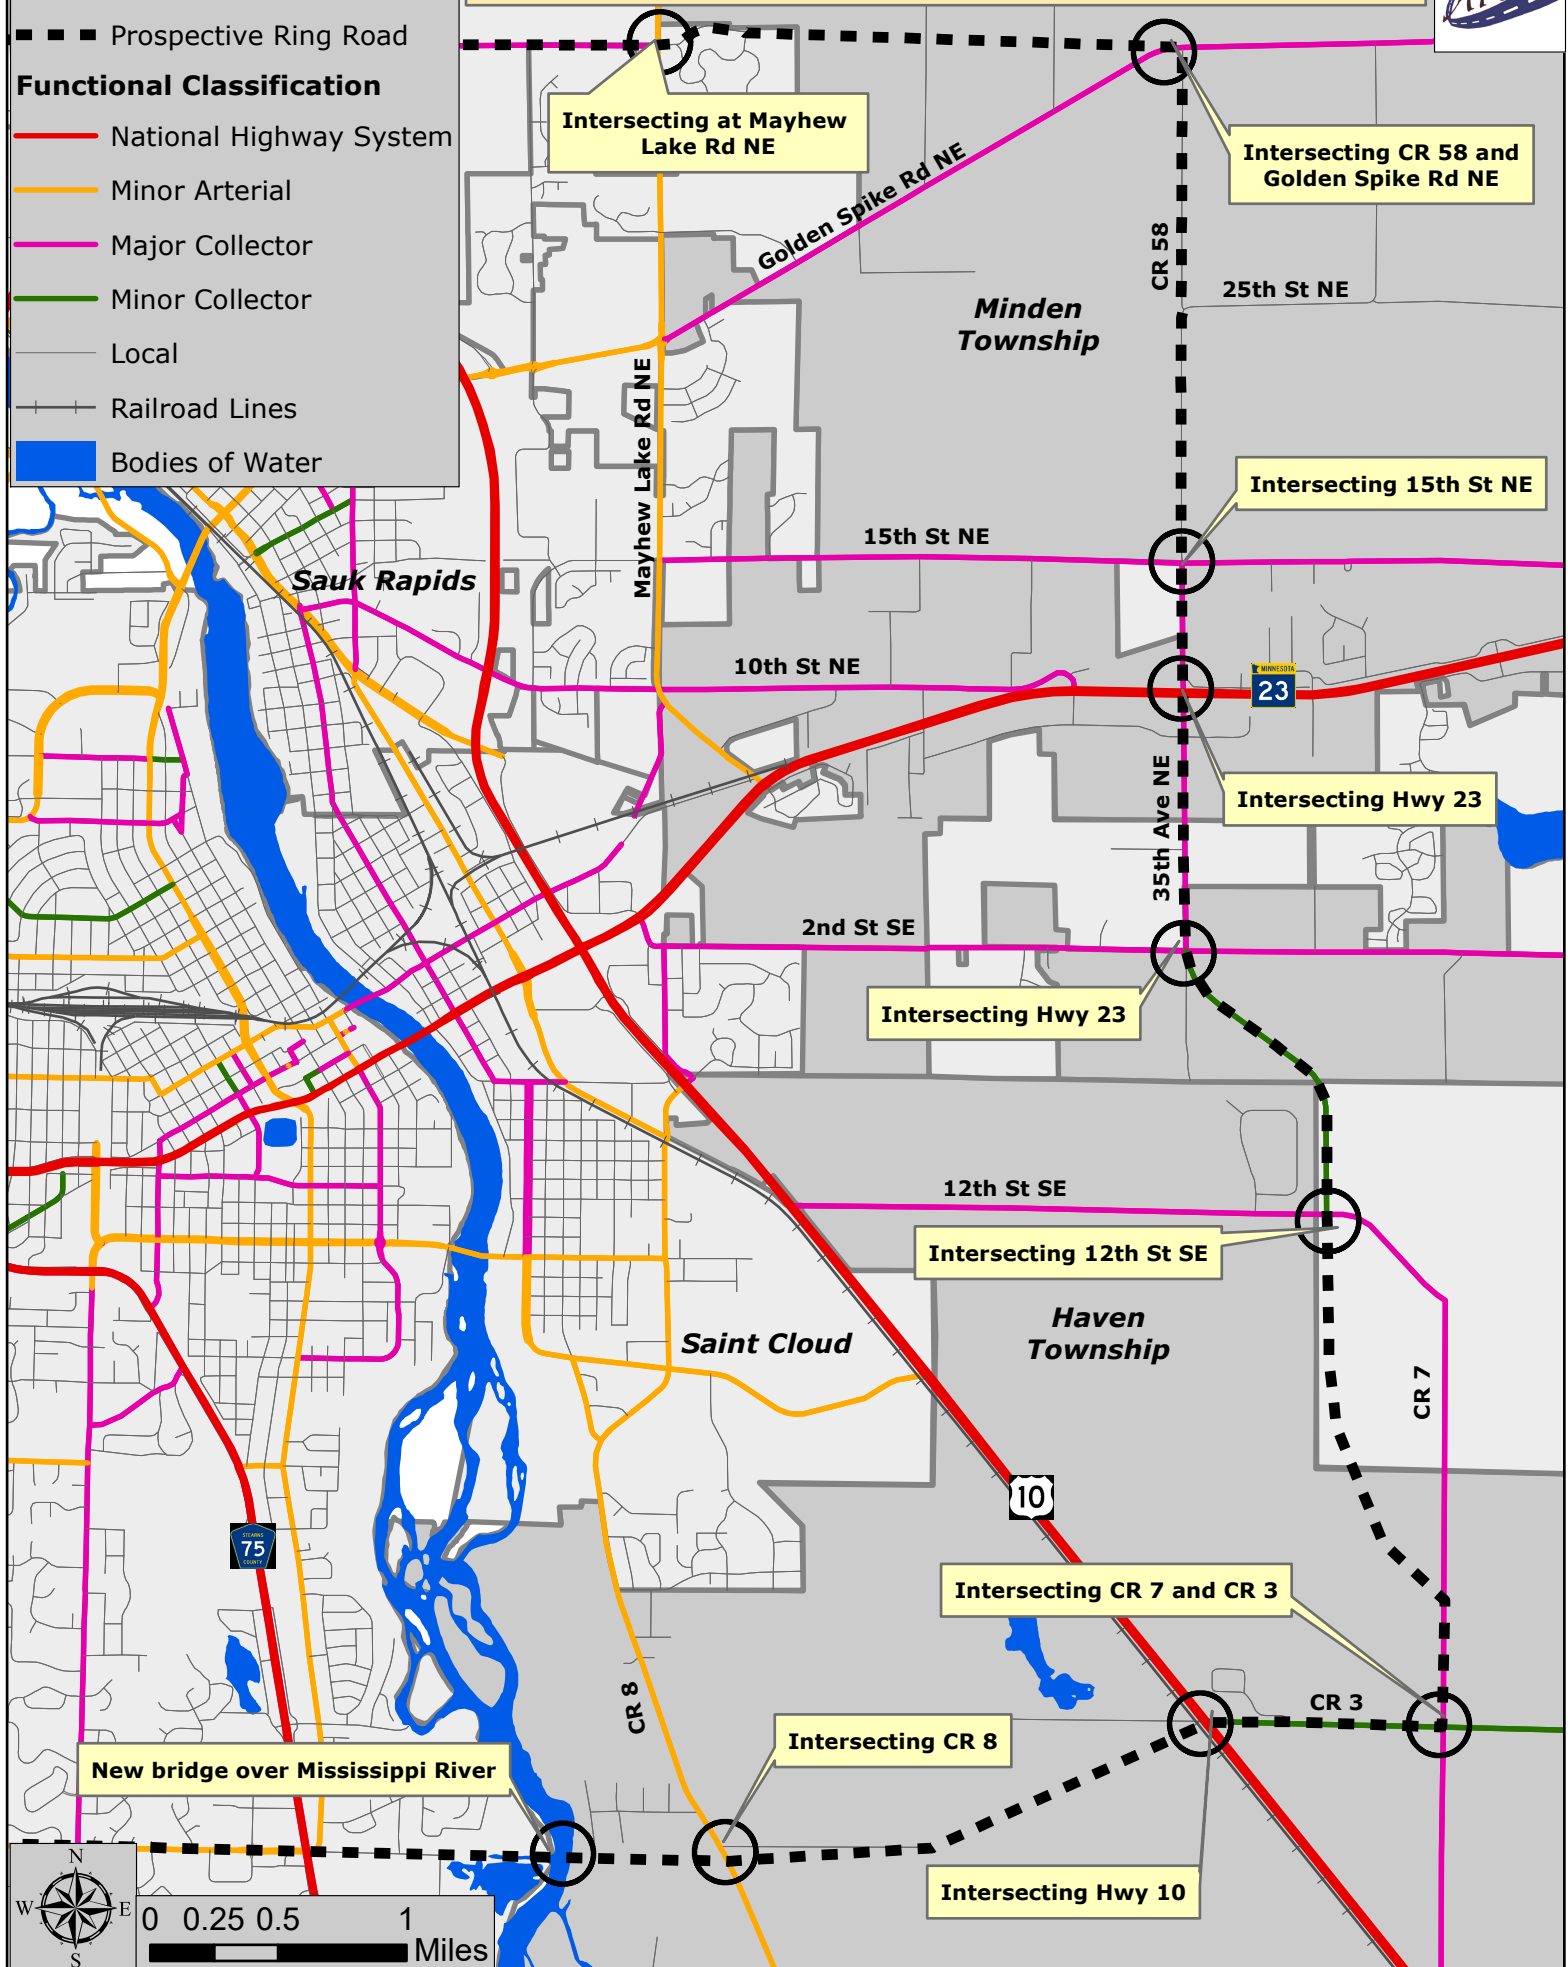 Prospective Ring Road
Functional Classification
National Highway System
Minor Arterial
Major Collector
Minor Collector
Local
Railroad Lines
Bodies of Water
Intersecting at Mayhew
Lake Rd NE
Intersecting CR 58 and
Golden Spike Rd NE
Golden Spike Rd NE
CR 58
25th St NE
Minden
Township
Mayhew Lake Rd NE
Intersecting 15th St NE
15th St NE
Sauk Rapids
10th St NE
MINNESOTA
23
Intersecting Hwy 23
35th Ave NE
2nd St SE
Intersecting Hwy 23
12th St SE
Intersecting 12th St SE
Saint Cloud
Haven
Township
CR 7
10
STEARNS
75
COUNTY
Intersecting CR 7 and CR 3
CR 3
CR 8
Intersecting CR 8
New bridge over Mississippi River
Intersecting Hwy 10
N
W E
S
0 0.25 0.5 1
Miles